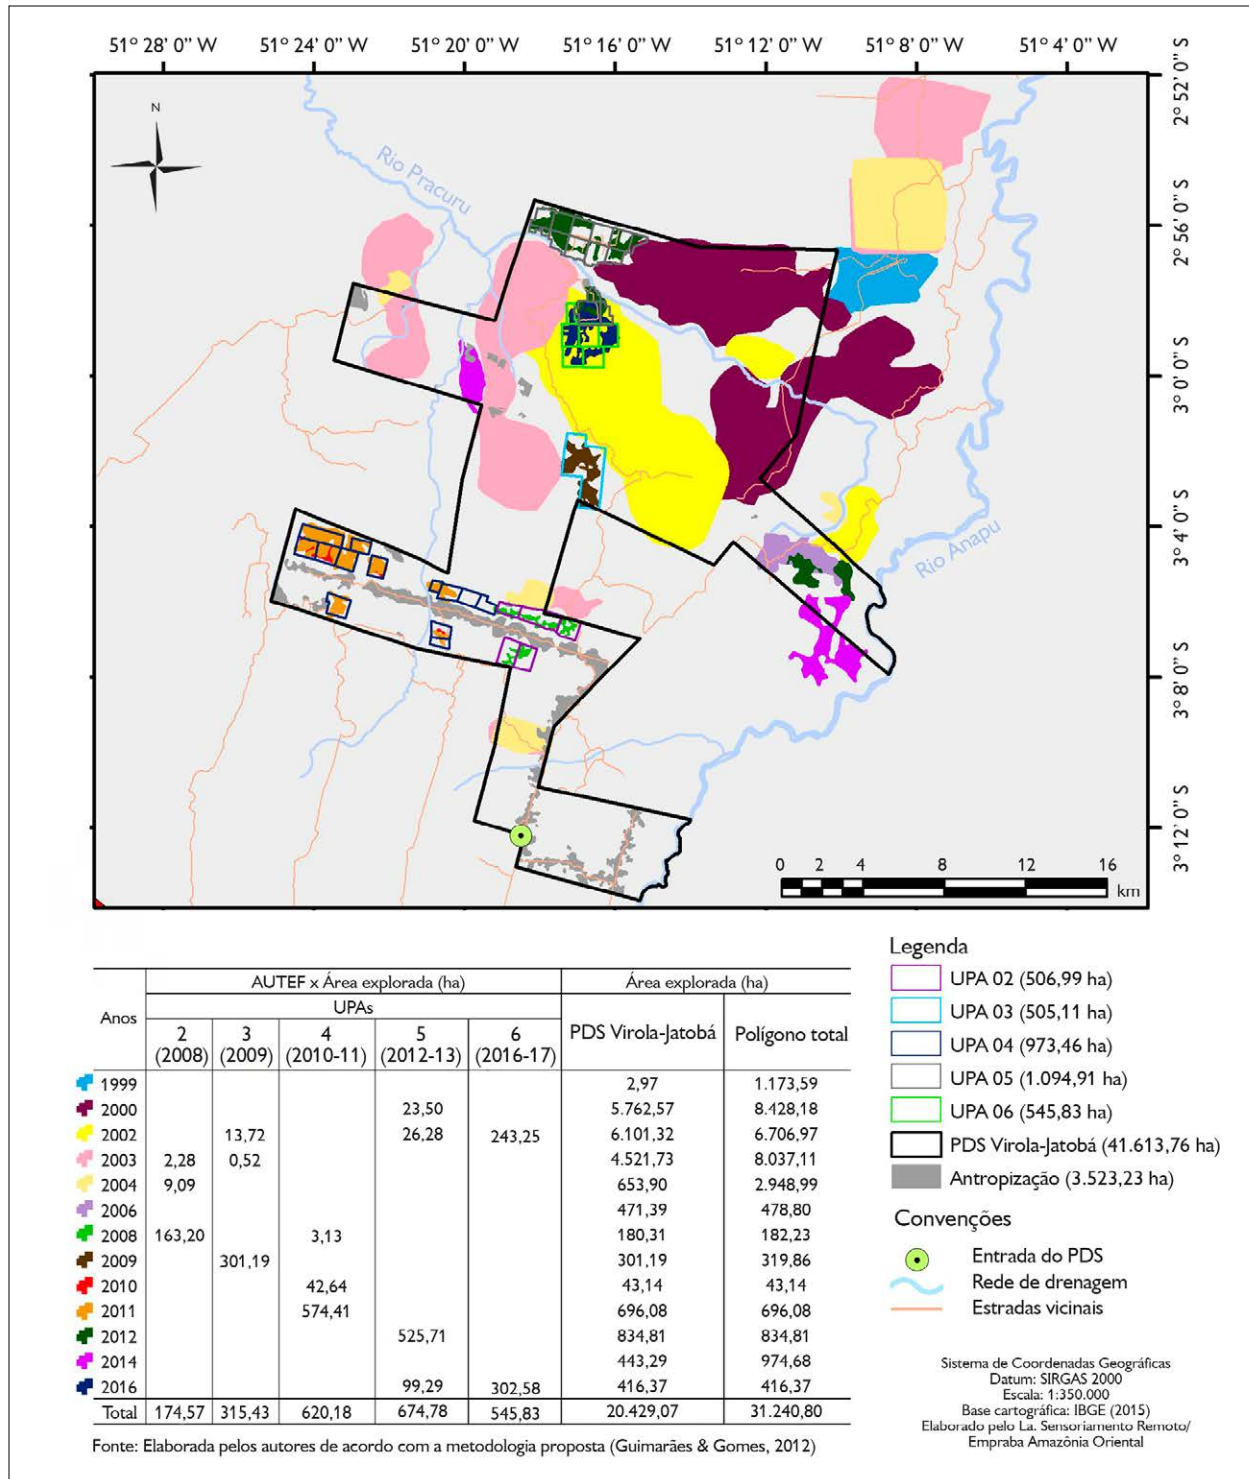 51° 28' 0'' W 51° 24' 0'' W 51° 20' 0'' W 51° 16' 0'' W 51° 12' 0'' W 51° 8' 0'' W 51° 4' 0'' W
2° 52' 0'' S
2° 56' 0'' S
3° 0' 0'' S
3° 4' 0'' S
3° 8' 0'' S
3° 12' 0'' S
N
Rio Pracuru
Rio Anapu
0 2 4 8 12 16
km
Legenda
UPA 02 (506,99 ha)
UPA 03 (505,11 ha)
UPA 04 (973,46 ha)
UPA 05 (1.094,91 ha)
UPA 06 (545,83 ha)
PDS Virola-Jatobá (41.613,76 ha)
Antropização (3.523,23 ha)
Convenções
Entrada do PDS
Rede de drenagem
Estradas vicinais
Sistema de Coordenadas Geográficas
Datum: SIRGAS 2000
Escala: 1:350.000
Base cartográfica: IBGE (2015)
Elaborado pelo La. Sensoriamento Remoto/
Empraba Amazônia Oriental
Anos AUTEF x Área explorada (ha) Área explorada (ha)
UPAs
2 3 4 5 6 PDS Virola-Jatobá Polígono total
(2008) (2009) (2010-11) (2012-13) (2016-17)
1999 2,97 1.173,59
2000 23,50 5.762,57 8.428,18
2002 13,72 26,28 243,25 6.101,32 6.706,97
2003 2,28 0,52 4.521,73 8.037,11
2004 9,09 653,90 2.948,99
2006 471,39 478,80
2008 163,20 3,13 180,31 182,23
2009 301,19 301,19 319,86
2010 42,64 43,14 43,14
2011 574,41 696,08 696,08
2012 525,71 834,81 834,81
2014 443,29 974,68
2016 99,29 302,58 416,37 416,37
Total 174,57 315,43 620,18 674,78 545,83 20.429,07 31.240,80
Fonte: Elaborada pelos autores de acordo com a metodologia proposta (Guimarães & Gomes, 2012)